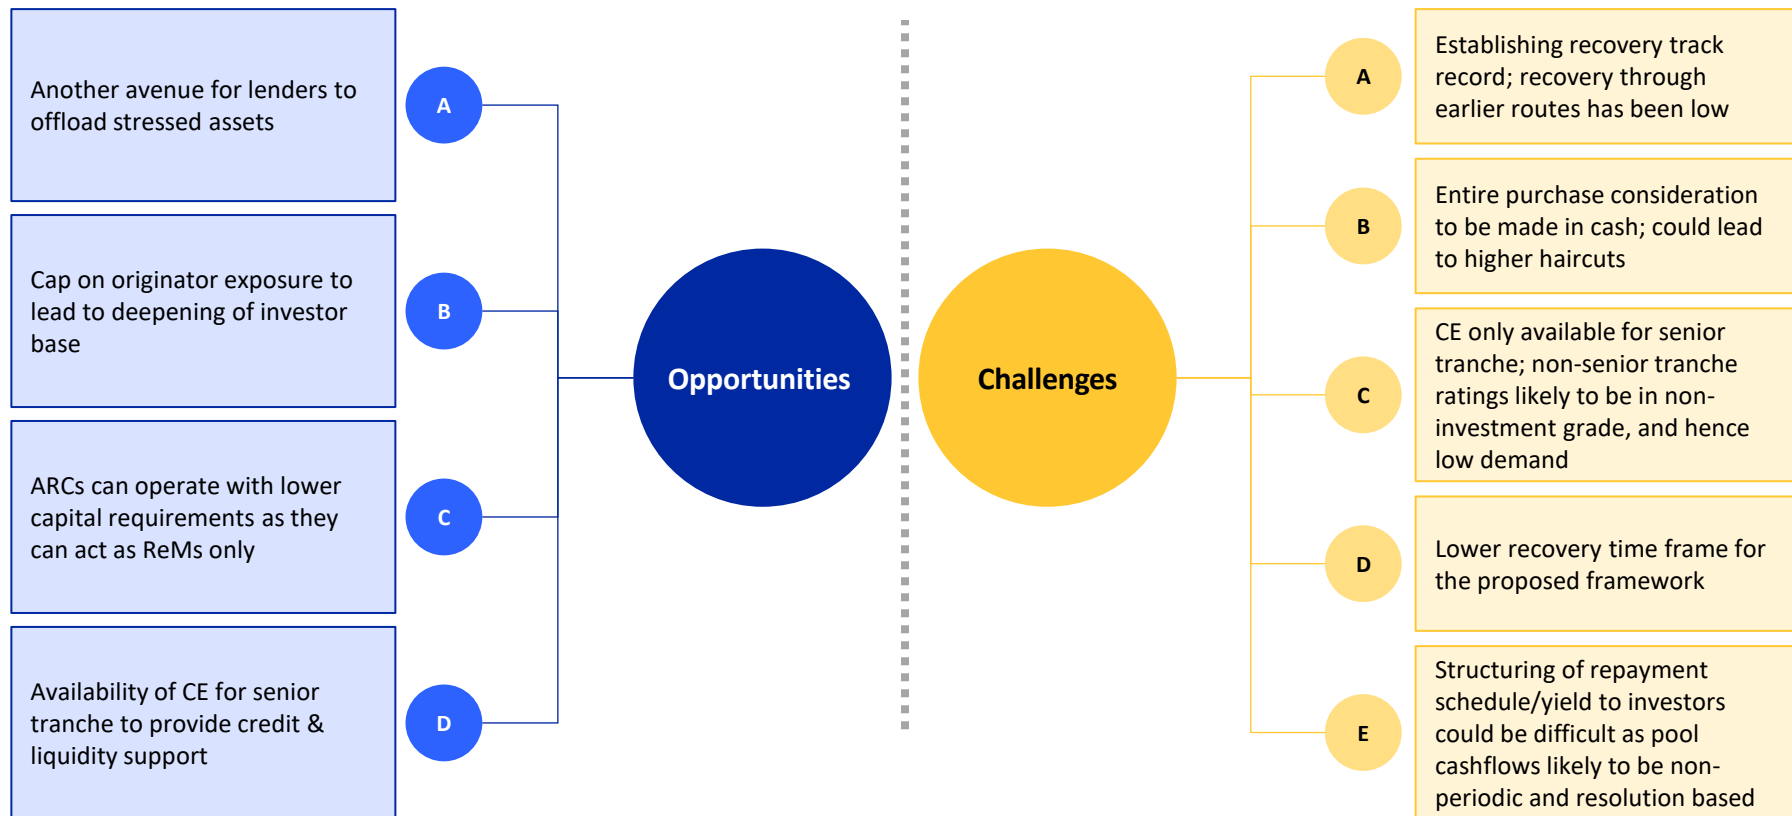 Another avenue for lenders to
offload stressed assets
A
Cap on originator exposure to
lead to deepening of investor
base
B
ARCs can operate with lower
capital requirements as they
can act as ReMs only
C
Availability of CE for senior
tranche to provide credit &
liquidity support
D
Opportunities
Challenges
A
Establishing recovery track
record; recovery through
earlier routes has been low
B
Entire purchase consideration
to be made in cash; could lead
to higher haircuts
C
CE only available for senior
tranche; non-senior tranche
ratings likely to be in non-
investment grade, and hence
low demand
D
Lower recovery time frame for
the proposed framework
E
Structuring of repayment
schedule/yield to investors
could be difficult as pool
cashflows likely to be non-
periodic and resolution based